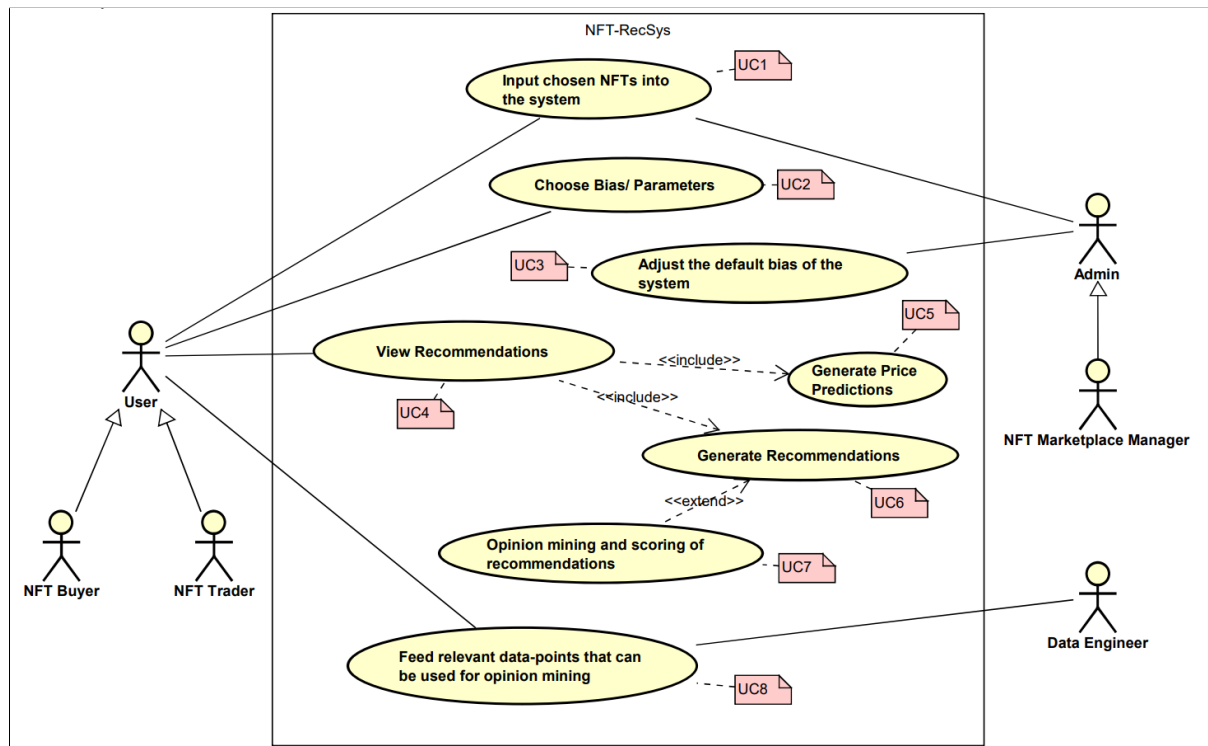 NFT-RecSys
Input chosen NFTs into
the system
UC1
Choose Bias/ Parameters
UC2
UC3
Adjust the default bias of the
system
Admin
UC5
View Recommendations
<<include>>
Generate Price
Predictions
User
UC4
<<include>>
NFT Marketplace Manager
Generate Recommendations
<<extend>>
UC6
Opinion mining and scoring of
recommendations
UC7
NFT Buyer
NFT Trader
Data Engineer
Feed relevant data-points that can
be used for opinion mining
UC8